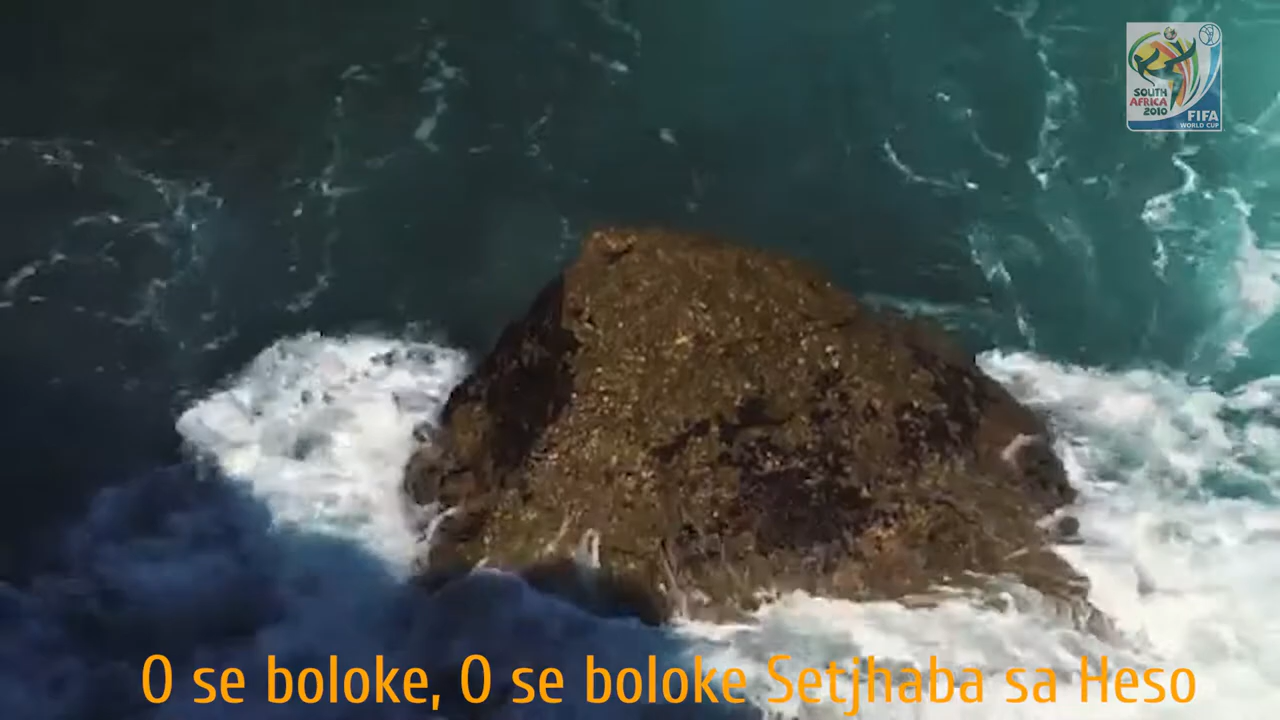 SOUTH
AFRICA
2010
FIFA
WORLD CUP
O se boloke, O se boloke Setjhaba sa Heso